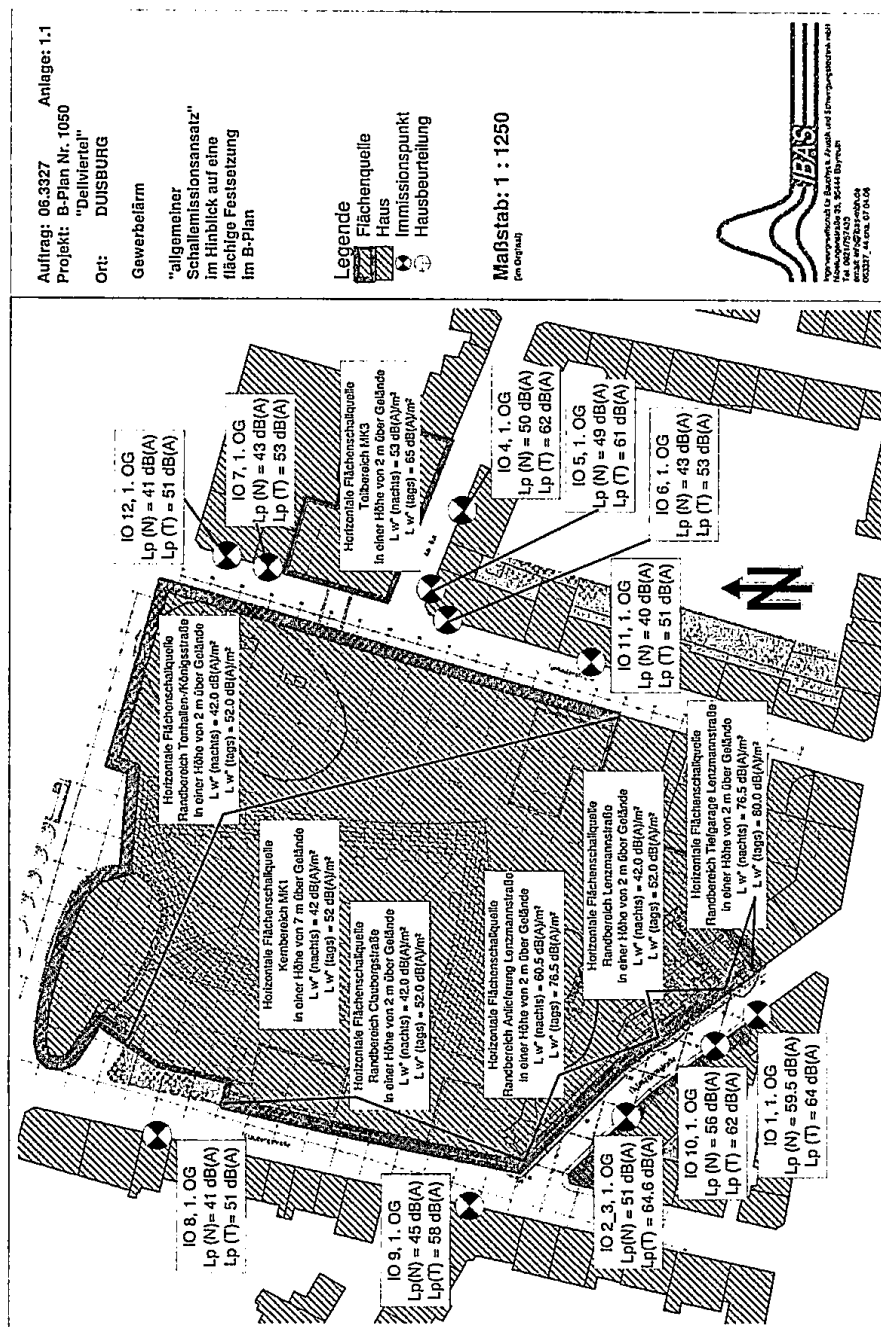 Auftrag: 06.3327 Anlage: 1.1
Projekt: B-Plan Nr. 1050
"Dellviertel"
Ort: DUISBURG
Gewerbelärm
"allgemeiner
Schallemissionsansatz"
im Hinblick auf eine
flächige Festsetzung
im B-Plan
Legende
Flächenquelle
Haus
Immissionspunkt
Hausbeurteilung
Maßstab: 1 : 1250
(im Original)
IBAS
Ingenieurgesellschaft für Bauphysik, Akustik und Schwingungstechnik mbH
95444 Bayreuth
Tel. 0921/757430
IO 12, 1. OG
Lp (N) = 41 dB(A)
Lp (T) = 51 dB(A)
IO 7, 1. OG
Lp (N) = 43 dB(A)
Lp (T) = 53 dB(A)
Horizontale Flächenschallquelle
Teilbereich MK3
in einer Höhe von 2 m über Gelände
L w" (nachts) = 53 dB(A)/m²
L w" (tags) = 65 dB(A)/m²
IO 4, 1. OG
Lp (N) = 50 dB(A)
Lp (T) = 62 dB(A)
IO 5, 1. OG
Lp (N) = 49 dB(A)
Lp (T) = 61 dB(A)
IO 6, 1. OG
Lp (N) = 43 dB(A)
Lp (T) = 53 dB(A)
IO 11, 1. OG
Lp (N) = 40 dB(A)
Lp (T) = 51 dB(A)
N
Horizontale Flächenschallquelle
Randbereich Tonhallen-/Königsstraße
in einer Höhe von 2 m über Gelände
L w" (nachts) = 42.0 dB(A)/m²
L w" (tags) = 52.0 dB(A)/m²
Horizontale Flächenschallquelle
Kernbereich MK1
in einer Höhe von 7 m über Gelände
L w" (nachts) = 42 dB(A)/m²
L w" (tags) = 52 dB(A)/m²
Horizontale Flächenschallquelle
Randbereich Claubergstraße
in einer Höhe von 2 m über Gelände
L w" (nachts) = 42.0 dB(A)/m²
L w" (tags) = 52.0 dB(A)/m²
Horizontale Flächenschallquelle
Randbereich Anlieferung Lenzmannstraße
in einer Höhe von 2 m über Gelände
L w" (nachts) = 60.5 dB(A)/m²
L w" (tags) = 76.5 dB(A)/m²
Horizontale Flächenschallquelle
Randbereich Lenzmannstraße
in einer Höhe von 2 m über Gelände
L w" (nachts) = 42.0 dB(A)/m²
L w" (tags) = 52.0 dB(A)/m²
Horizontale Flächenschallquelle
Randbereich Tiefgarage Lenzmannstraße
in einer Höhe von 2 m über Gelände
L w" (nachts) = 76.5 dB(A)/m²
L w" (tags) = 80.0 dB(A)/m²
IO 8, 1. OG
Lp (N)= 41 dB(A)
Lp (T)= 51 dB(A)
IO 9, 1. OG
Lp(N) = 45 dB(A)
Lp(T) = 58 dB(A)
IO 2_3, 1. OG
Lp(N) = 51 dB(A)
Lp(T) = 64.6 dB(A)
IO 10, 1. OG
Lp (N) = 56 dB(A)
Lp (T) = 62 dB(A)
IO 1, 1. OG
Lp (N) = 59.5 dB(A)
Lp (T) = 64 dB(A)